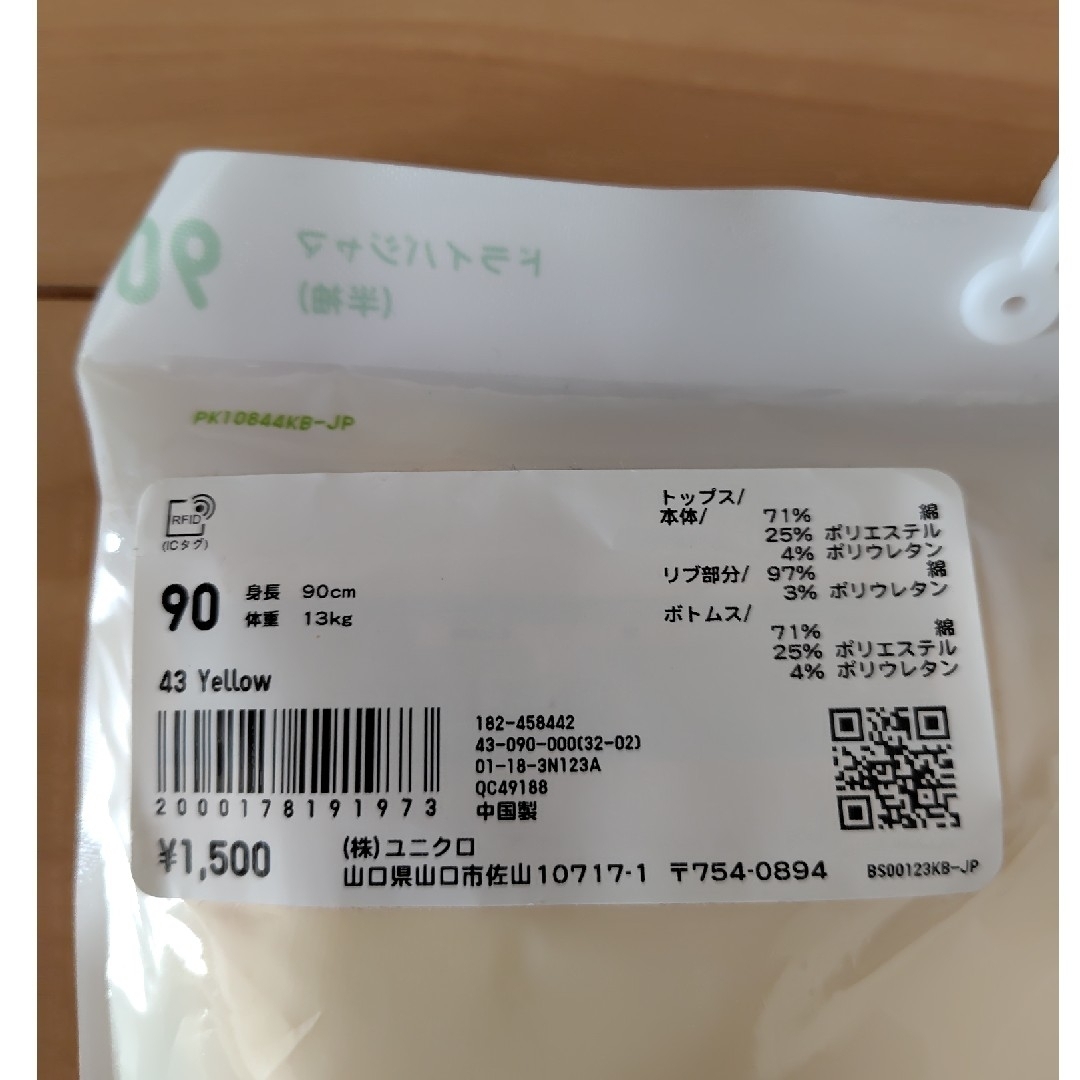 90
ドライパジャマ
(半袖)
PK10844KB-JP
RFID
(ICタグ)
90 身長 90cm
体重 13kg
43 Yellow
トップス/
本体/ 71% 綿
25% ポリエステル
4% ポリウレタン
リブ部分/ 97% 綿
3% ポリウレタン
ボトムス/
71% 綿
25% ポリエステル
4% ポリウレタン
2000178191973
182-458442
43-090-000(32-02)
01-18-3N123A
QC49188
中国製
¥1,500
(株)ユニクロ
山口県山口市佐山10717-1 〒754-0894
BS00123KB-JP